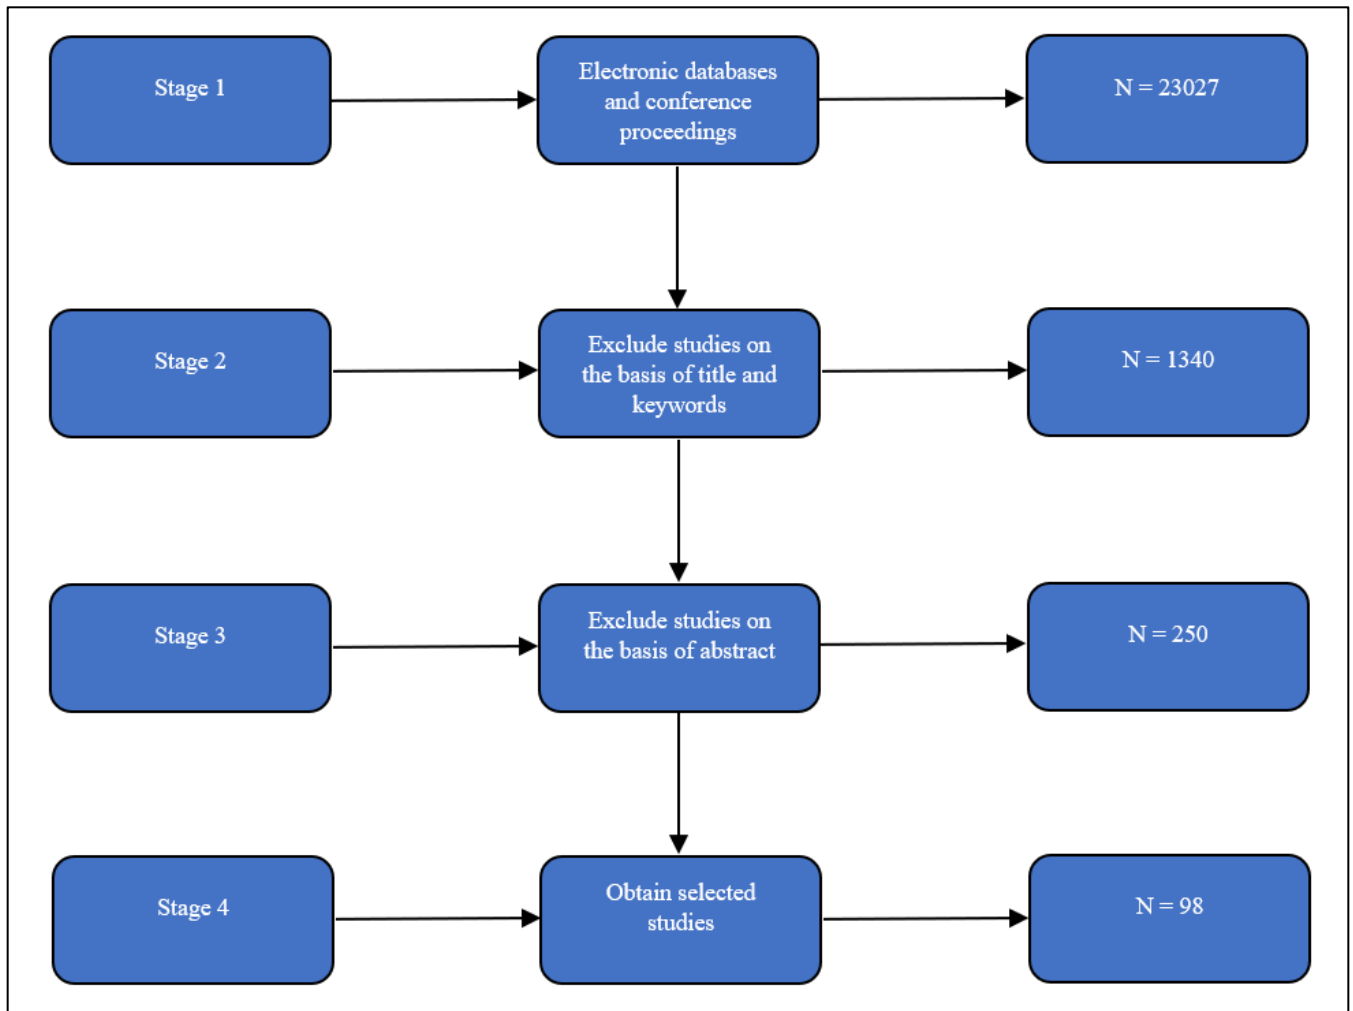 Stage 1
Electronic databases
and conference
proceedings
N = 23027
Stage 2
Exclude studies on
the basis of title and
keywords
N = 1340
Stage 3
Exclude studies on
the basis of abstract
N = 250
Stage 4
Obtain selected
studies
N = 98